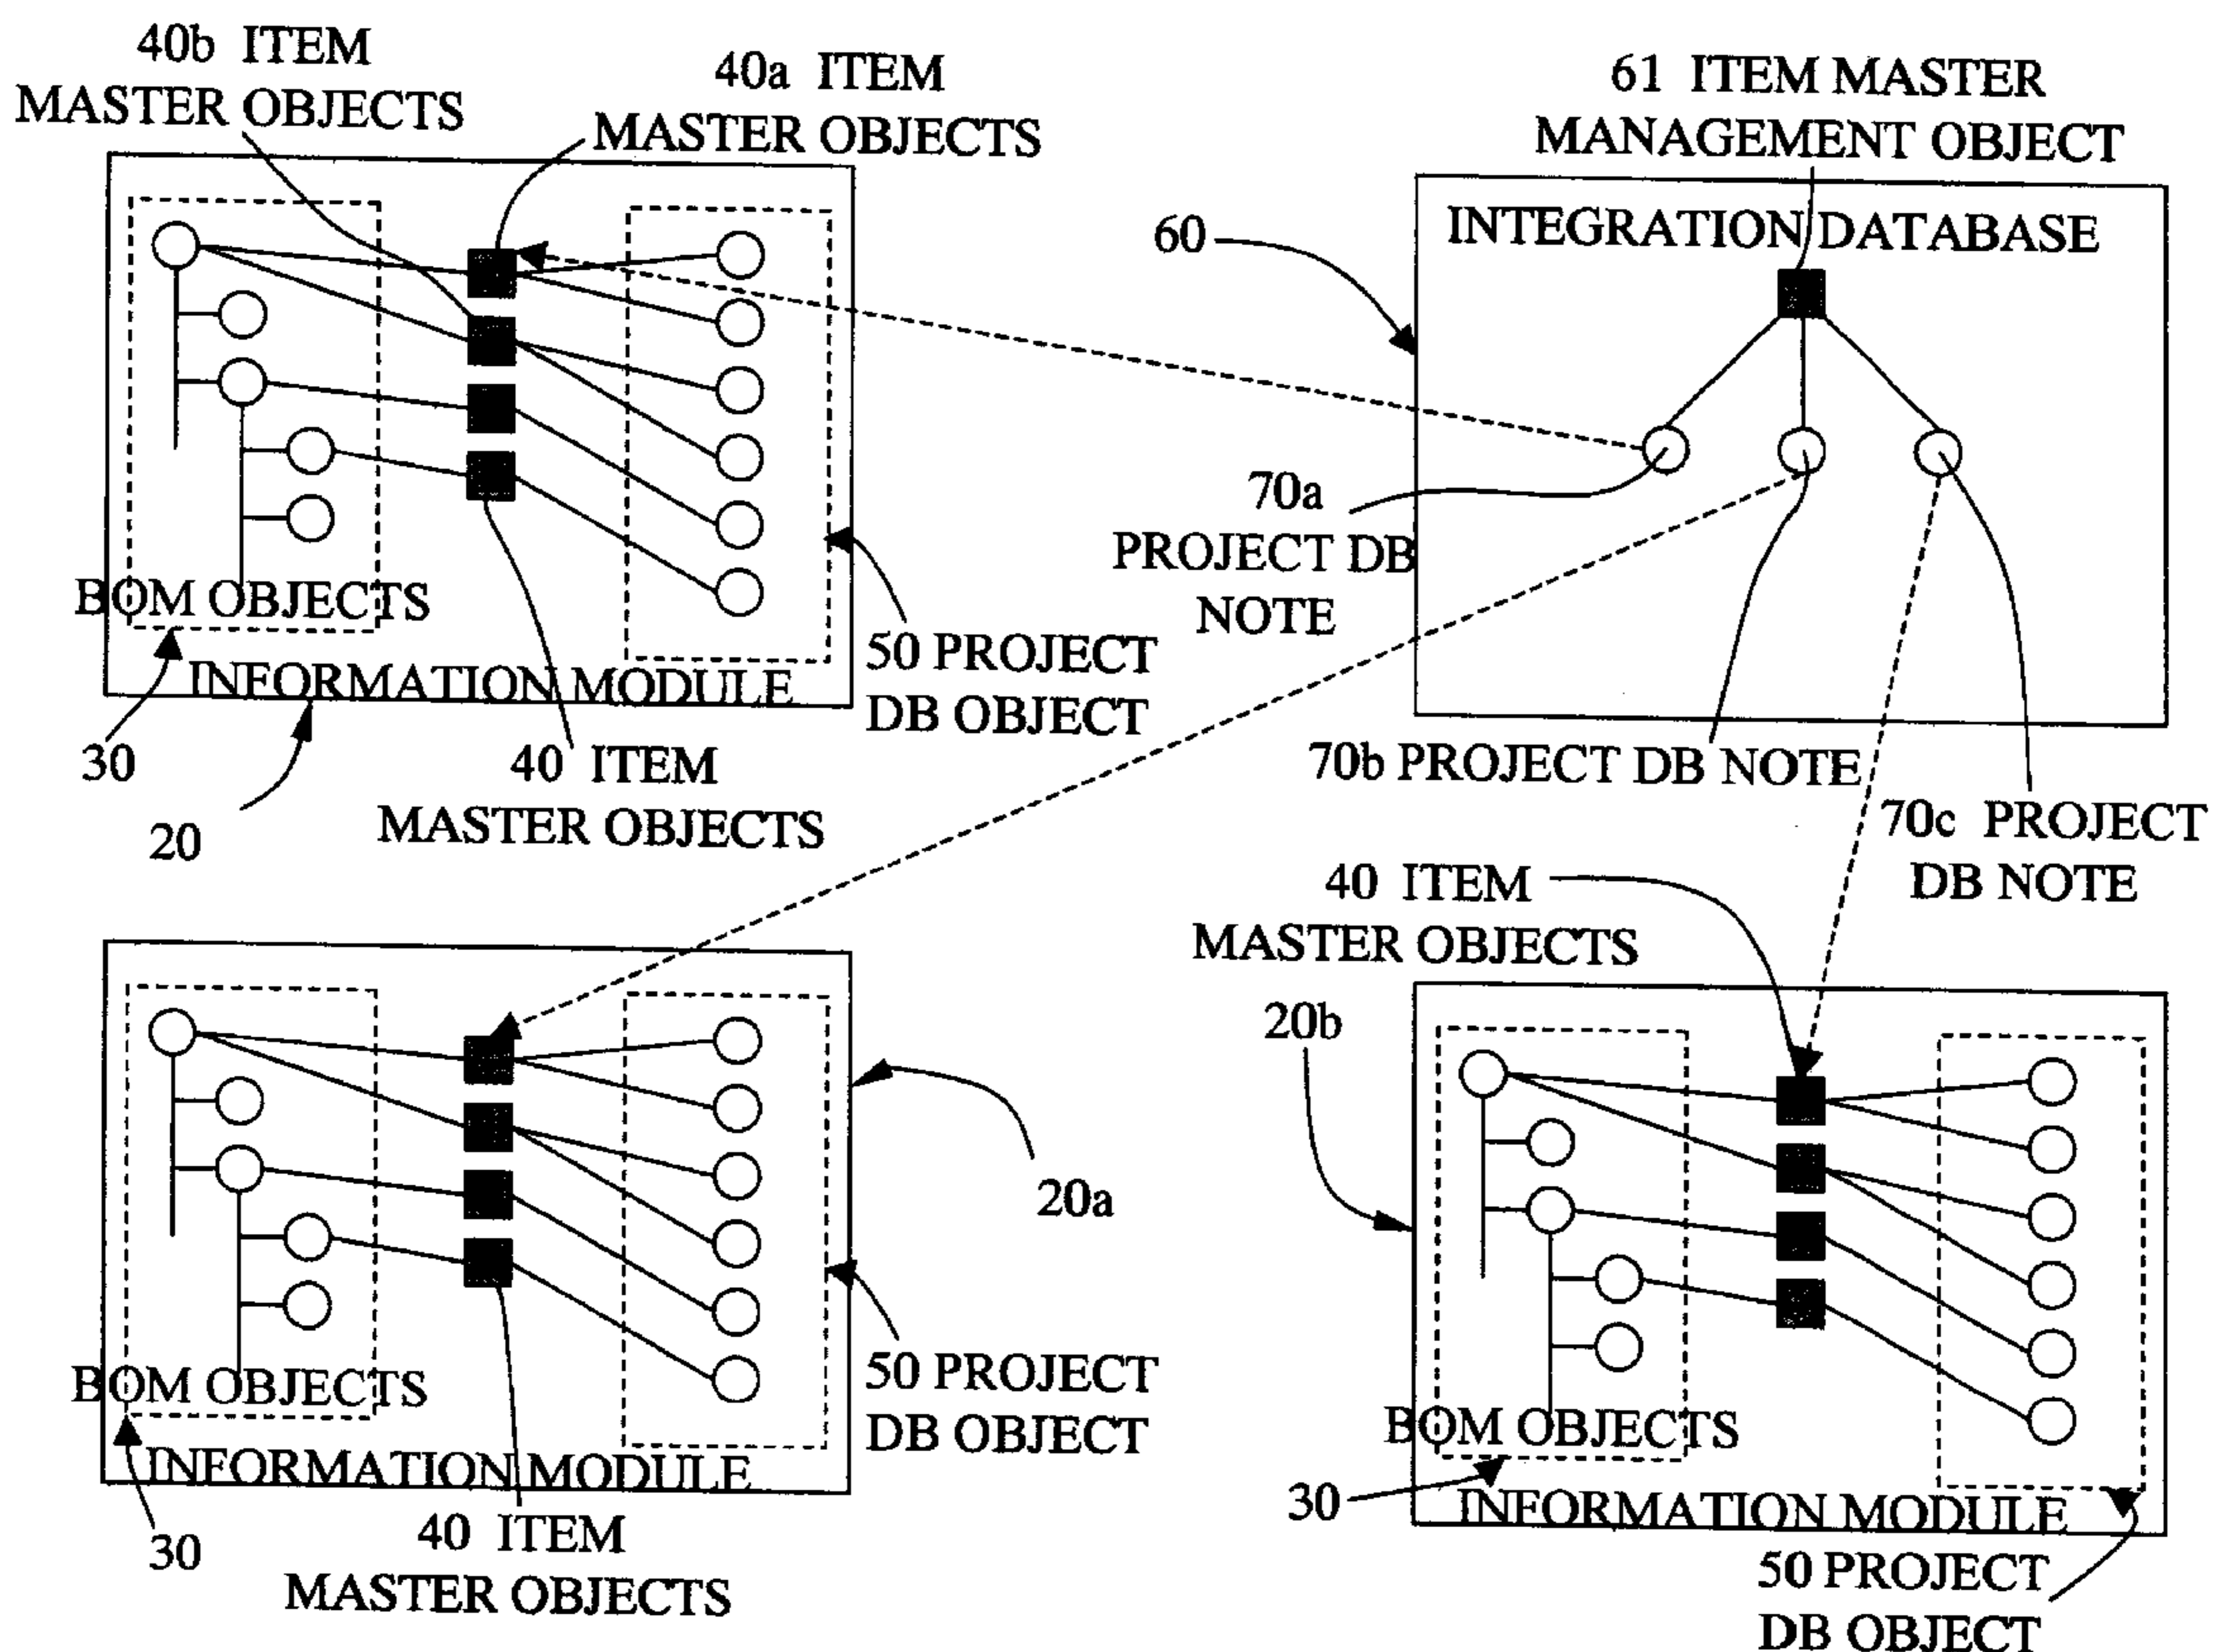 40b ITEM
MASTER OBJECTS
40a ITEM
MASTER OBJECTS
61 ITEM MASTER
MANAGEMENT OBJECT
60
INTEGRATION DATABASE
70a
PROJECT DB
NOTE
BOM OBJECTS
INFORMATION MODULE
50 PROJECT
DB OBJECT
30
20
40 ITEM
MASTER OBJECTS
70b PROJECT DB NOTE
70c PROJECT
DB NOTE
40 ITEM
MASTER OBJECTS
20b
20a
BOM OBJECTS
INFORMATION MODULE
50 PROJECT
DB OBJECT
30
40 ITEM
MASTER OBJECTS
BOM OBJECTS
30
INFORMATION MODULE
50 PROJECT
DB OBJECT